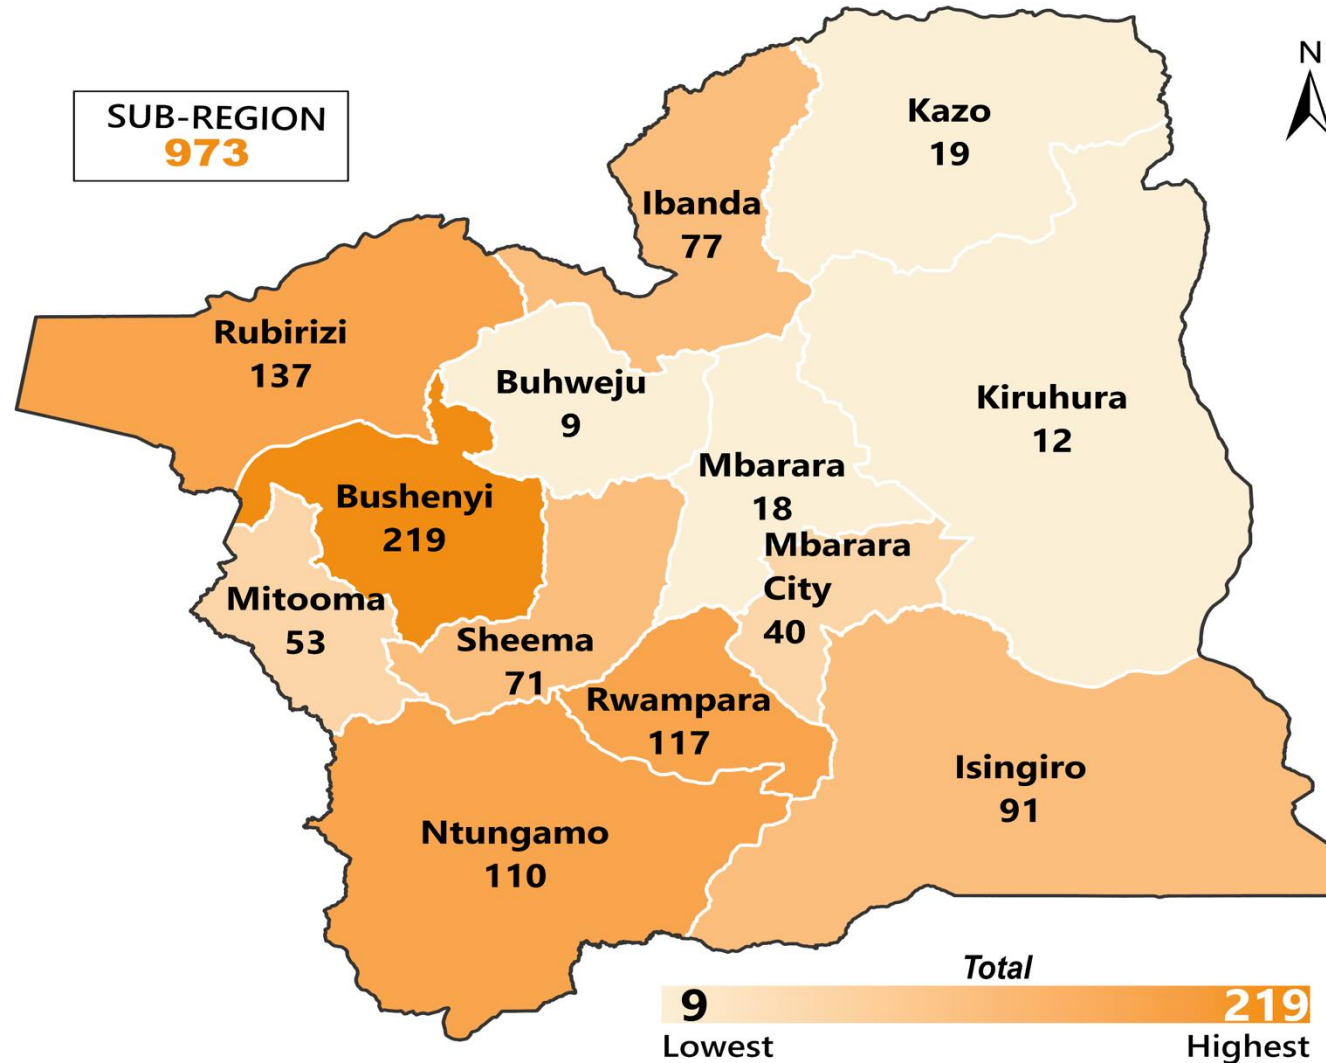 N
SUB-REGION
973
Kazo
19
Ibanda
77
Rubirizi
137
Buhweju
9
Kiruhura
12
Mbarara
18
Bushenyi
219
Mbarara
City
40
Mitooma
53
Sheema
71
Rwampara
117
Isingiro
91
Ntungamo
110
Total
9
219
Lowest
Highest